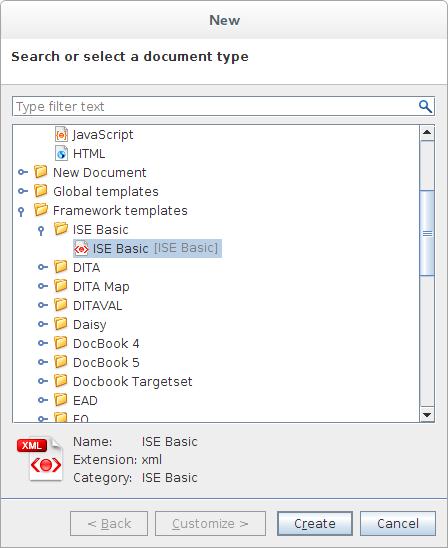 New
Search or select a document type
Type filter text
JavaScript
HTML
New Document
Global templates
Framework templates
ISE Basic
ISE Basic [ISE Basic]
DITA
DITA Map
DITAVAL
Daisy
DocBook 4
DocBook 5
Docbook Targetset
EAD
XML
Name: ISE Basic
Extension: xml
Category: ISE Basic
< Back
Customize >
Create
Cancel